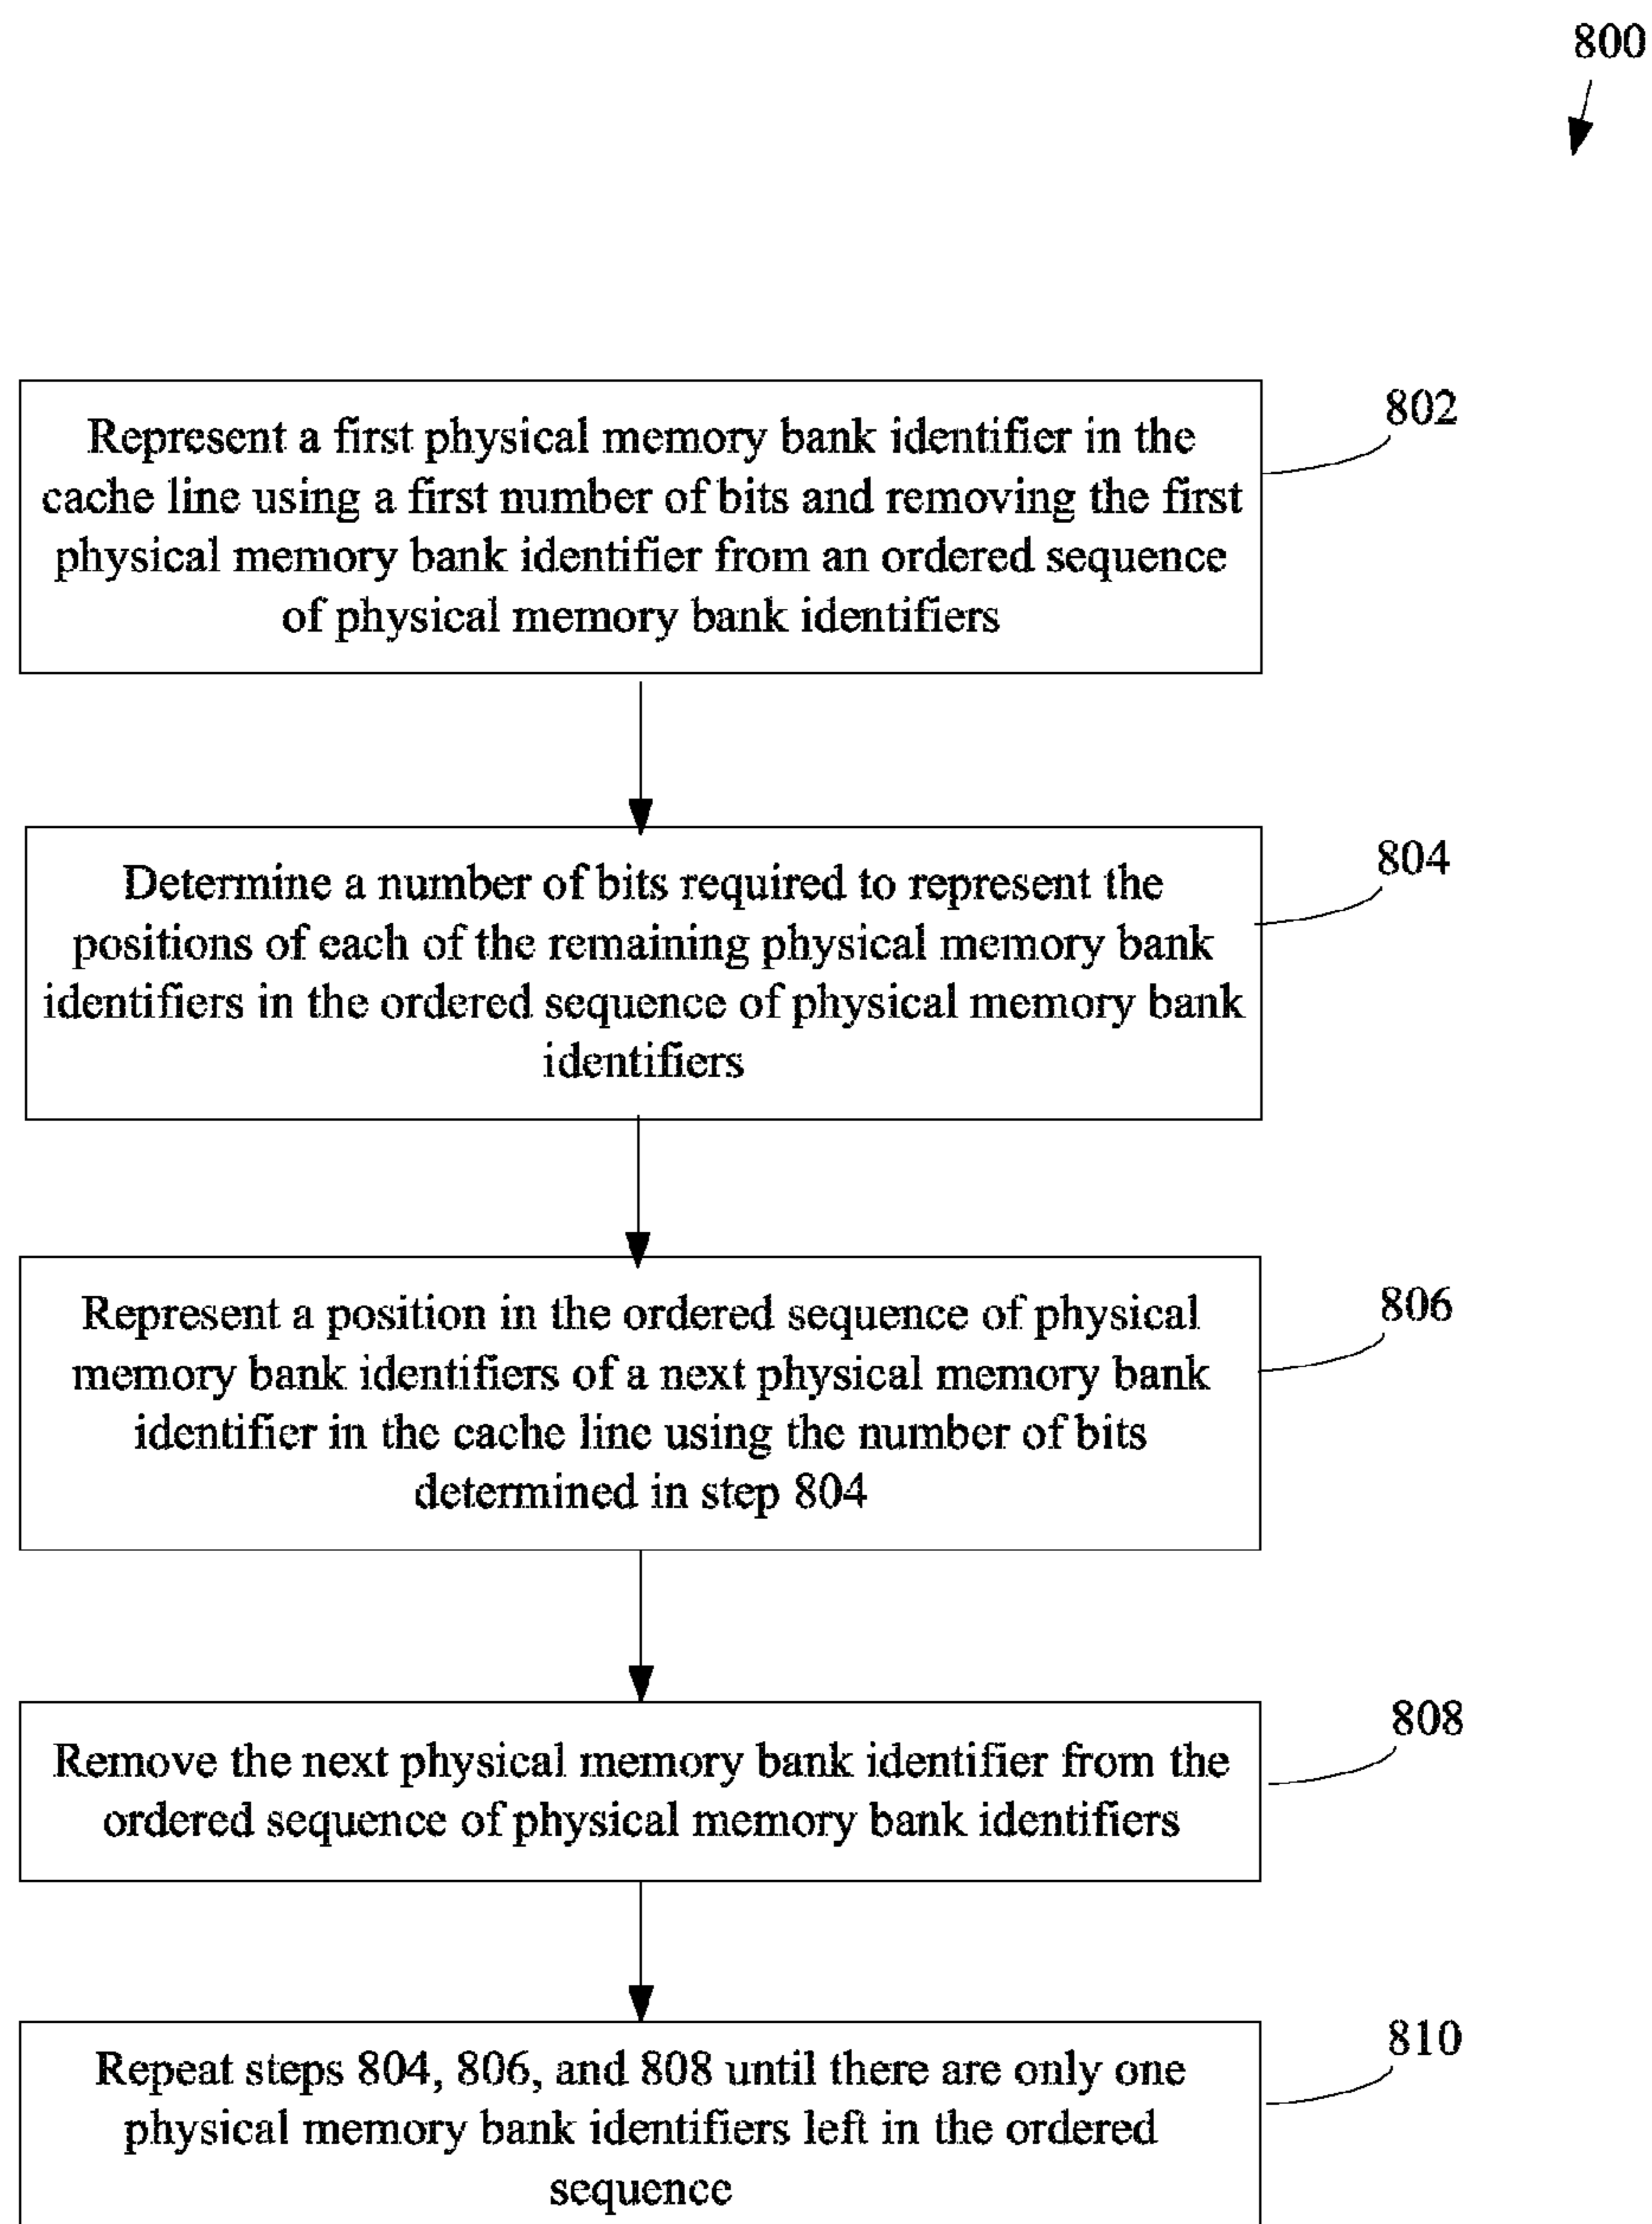 800
802
Represent a first physical memory bank identifier in the
cache line using a first number of bits and removing the first
physical memory bank identifier from an ordered sequence
of physical memory bank identifiers
804
Determine a number of bits required to represent the
positions of each of the remaining physical memory bank
identifiers in the ordered sequence of physical memory bank
identifiers
806
Represent a position in the ordered sequence of physical
memory bank identifiers of a next physical memory bank
identifier in the cache line using the number of bits
determined in step 804
808
Remove the next physical memory bank identifier from the
ordered sequence of physical memory bank identifiers
810
Repeat steps 804, 806, and 808 until there are only one
physical memory bank identifiers left in the ordered
sequence